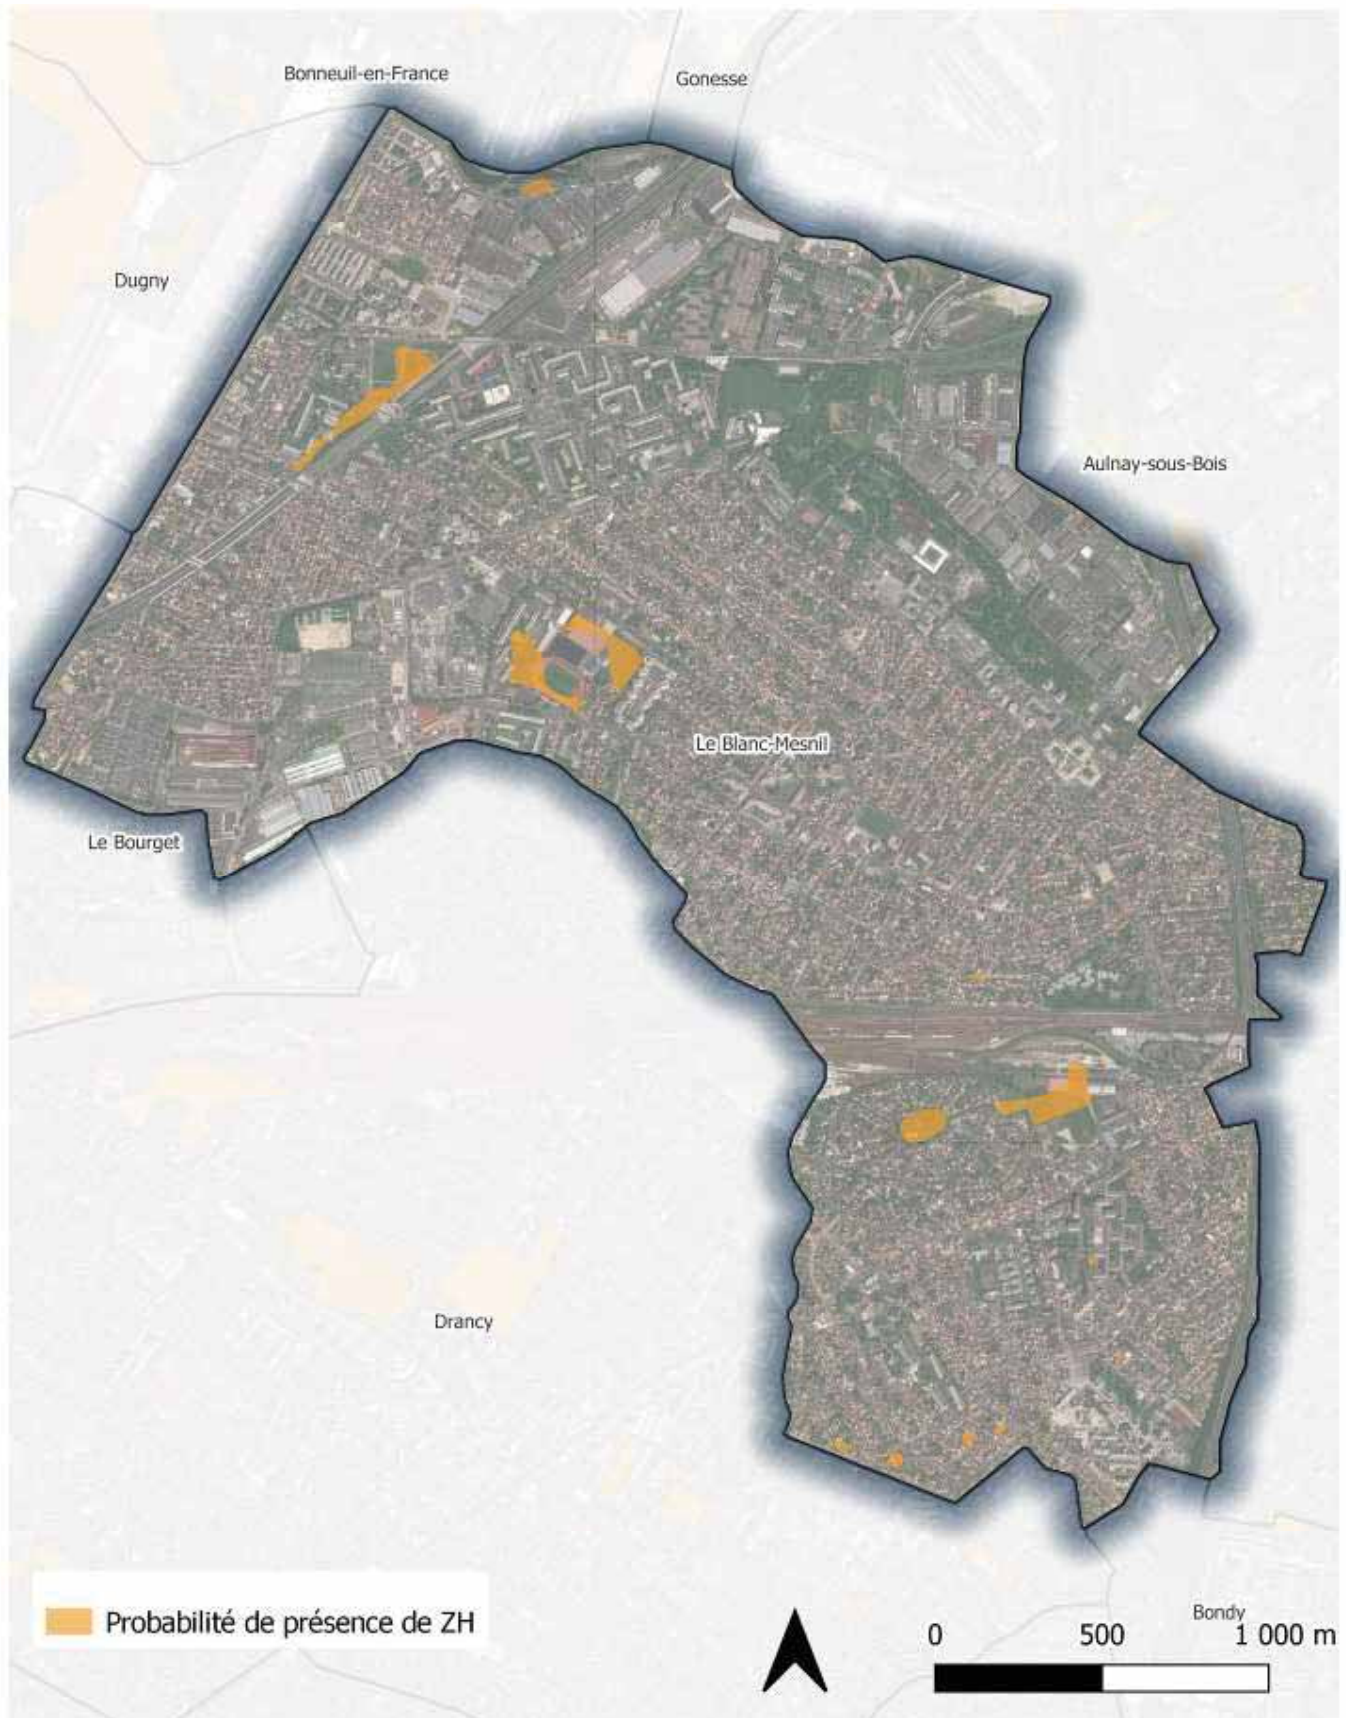 Bonneuil-en-France
Gonesse
Dugny
Aulnay-sous-Bois
Le Blanc-Mesnil
Le Bourget
Drancy
Probabilité de présence de ZH
Bondy
0 500 1 000 m